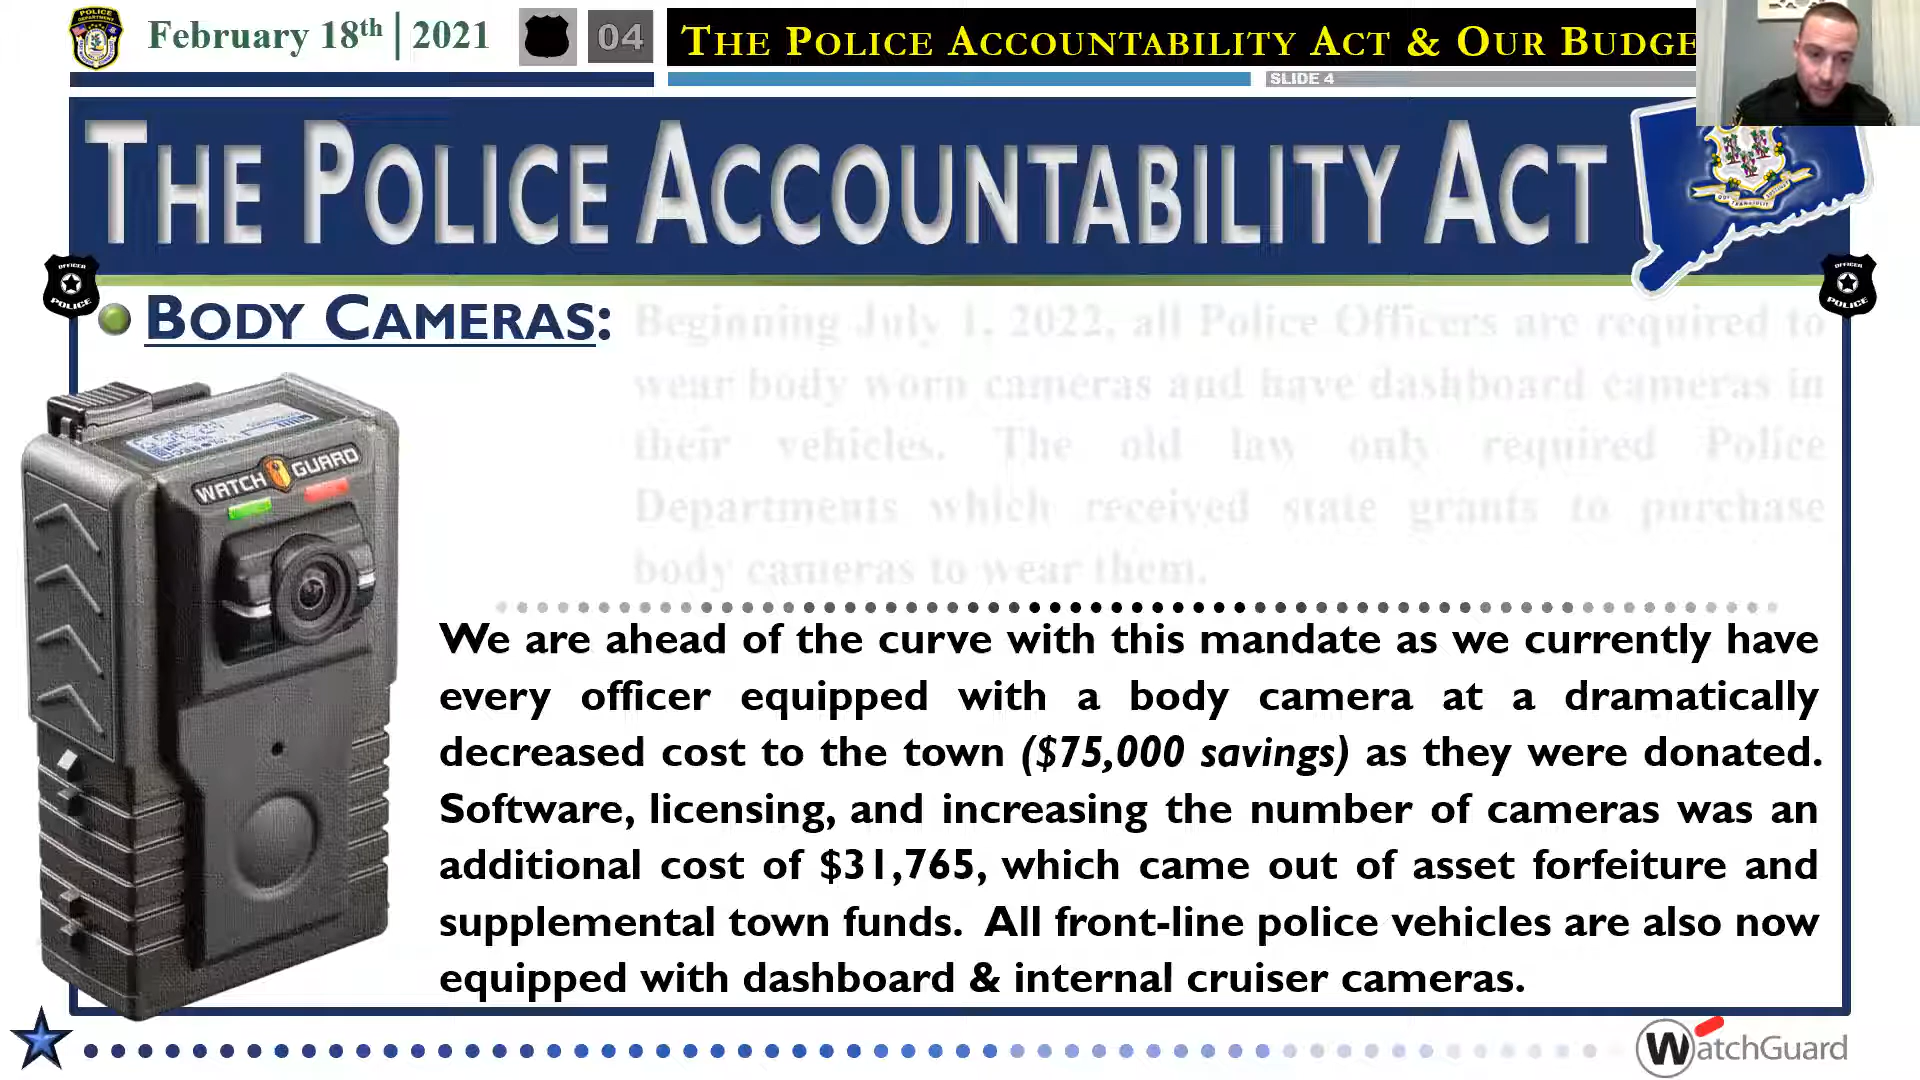 February 18th | 2021
04
THE POLICE ACCOUNTABILITY ACT & OUR BUDGE
SLIDE 4
THE POLICE ACCOUNTABILITY ACT
OFFICER
POLICE
OFFICER
POLICE
BODY CAMERAS:
Beginning July 1, 2022, all Police Officers are required to
wear body worn cameras and have dashboard cameras in
their vehicles. The old law only required Police
Departments which received state grants to purchase
body cameras to wear them.
WATCH GUARD
We are ahead of the curve with this mandate as we currently have
every officer equipped with a body camera at a dramatically
decreased cost to the town ($75,000 savings) as they were donated.
Software, licensing, and increasing the number of cameras was an
additional cost of $31,765, which came out of asset forfeiture and
supplemental town funds. All front-line police vehicles are also now
equipped with dashboard & internal cruiser cameras.
WatchGuard